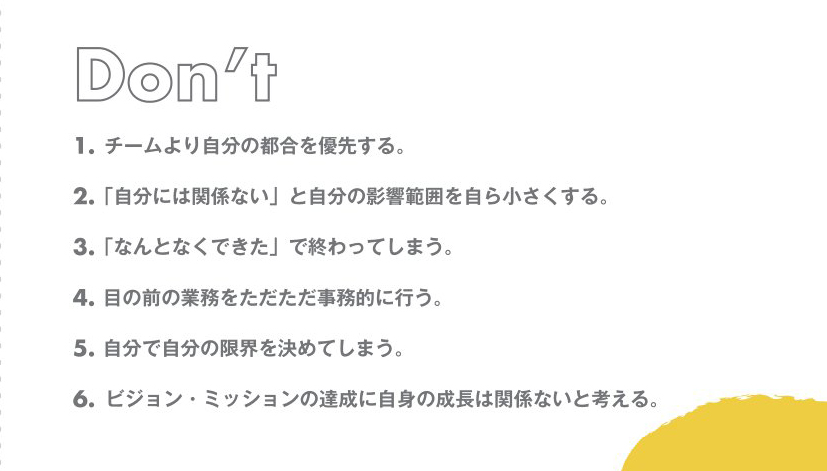 Don't
1. チームより自分の都合を優先する。
2.「自分には関係ない」と自分の影響範囲を自ら小さくする。
3.「なんとなくできた」で終わってしまう。
4. 目の前の業務をただただ事務的に行う。
5. 自分で自分の限界を決めてしまう。
6. ビジョン・ミッションの達成に自身の成長は関係ないと考える。